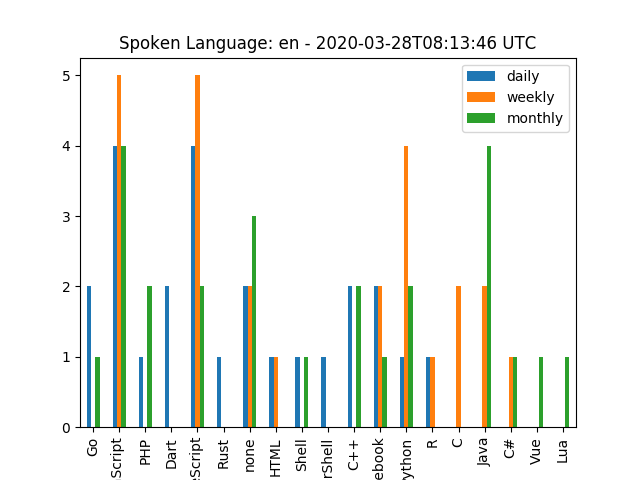 Spoken Language: en - 2020-03-28T08:13:46 UTC
daily
weekly
monthly
5
4
3
2
1
0
Go
Script
PHP
Dart
eScript
Rust
none
HTML
Shell
rShell
C++
ebook
ython
R
C
Java
C#
Vue
Lua